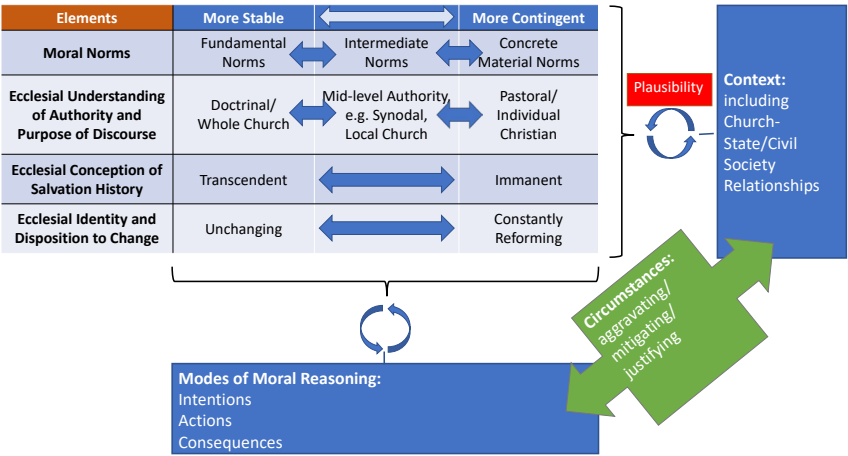 Elements
More Stable
More Contingent
Moral Norms
Fundamental
Norms
Intermediate
Norms
Concrete
Material Norms
Ecclesial Understanding
of Authority and
Purpose of Discourse
Doctrinal/
Whole Church
Mid-level Authority,
e.g. Synodal,
Local Church
Pastoral/
Individual
Christian
Ecclesial Conception of
Salvation History
Transcendent
Immanent
Ecclesial Identity and
Disposition to Change
Unchanging
Constantly
Reforming
Plausibility
Context:
including
Church-
State/Civil
Society
Relationships
Circumstances:
aggravating/
mitigating/
justifying
Modes of Moral Reasoning:
Intentions
Actions
Consequences